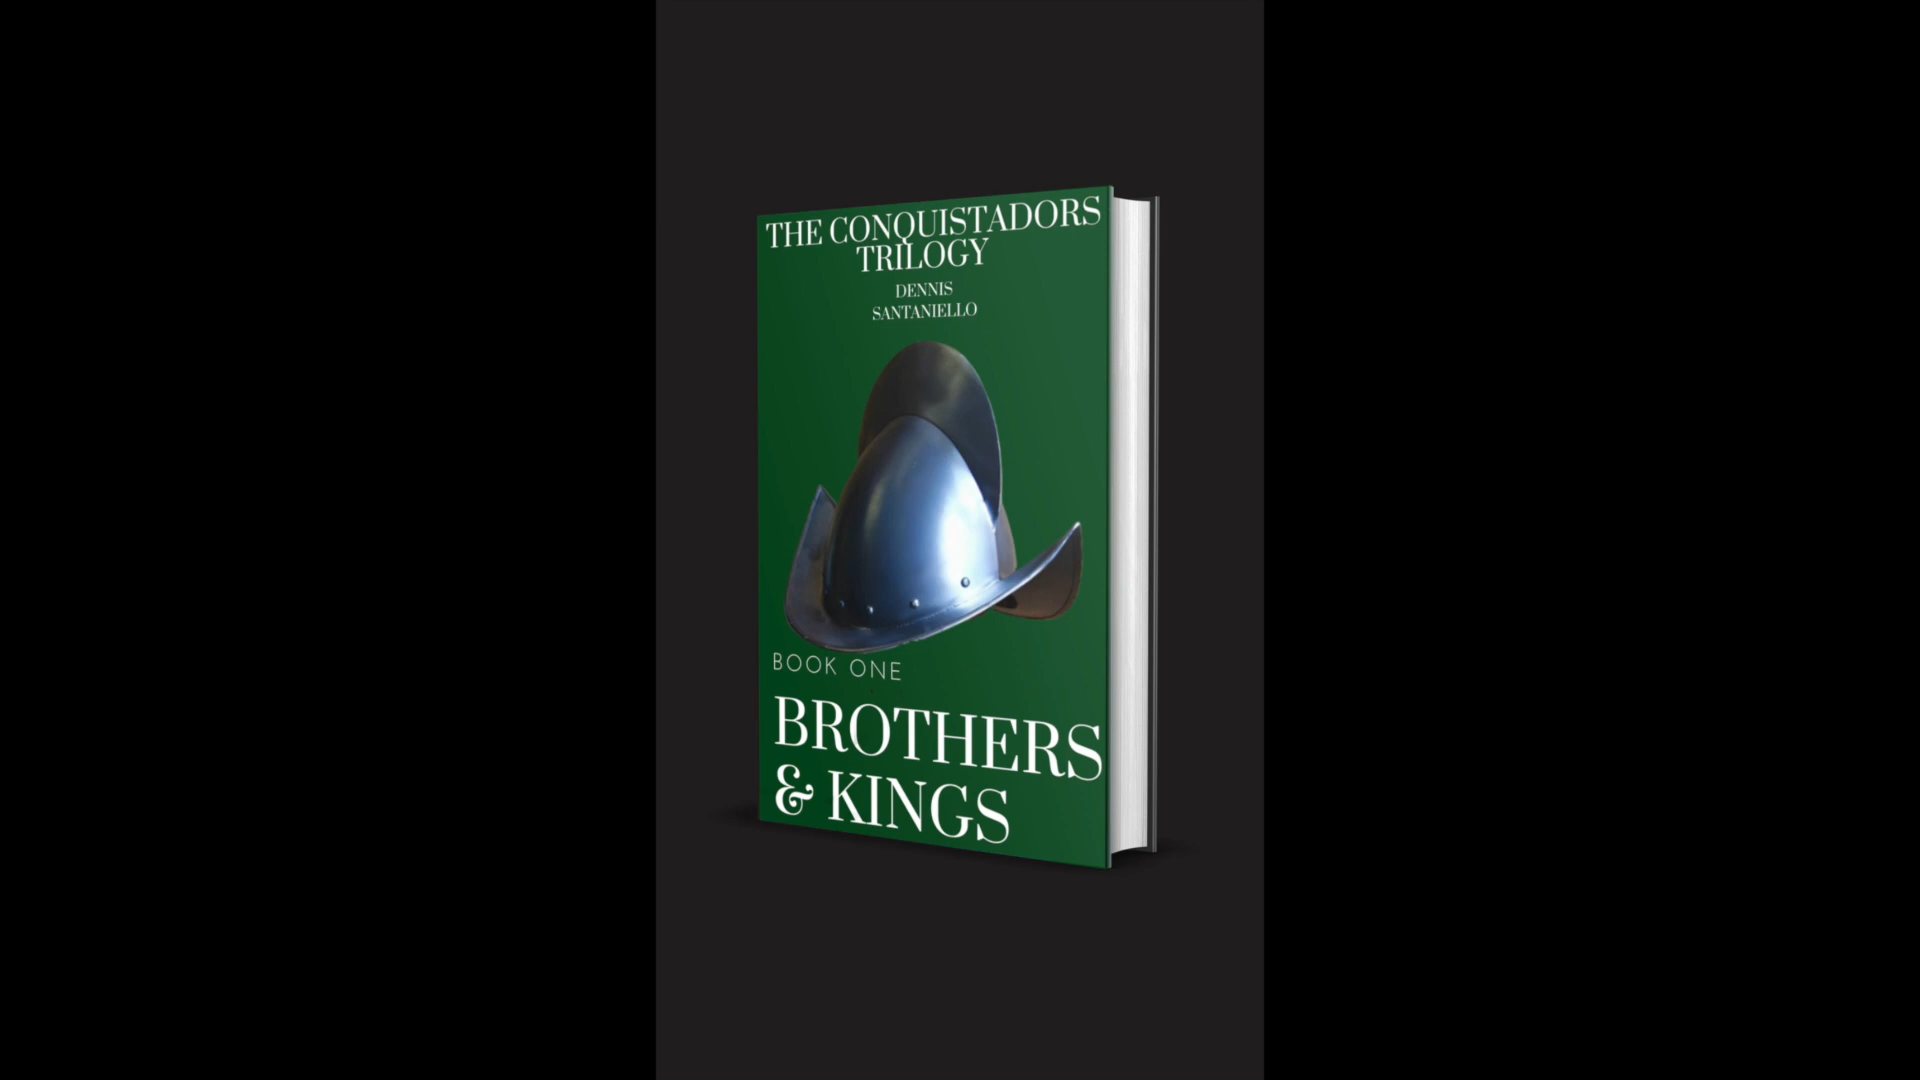 THE CONQUISTADORS
TRILOGY
DENNIS
SANTANIELLO
BOOK ONE
BROTHERS
& KINGS